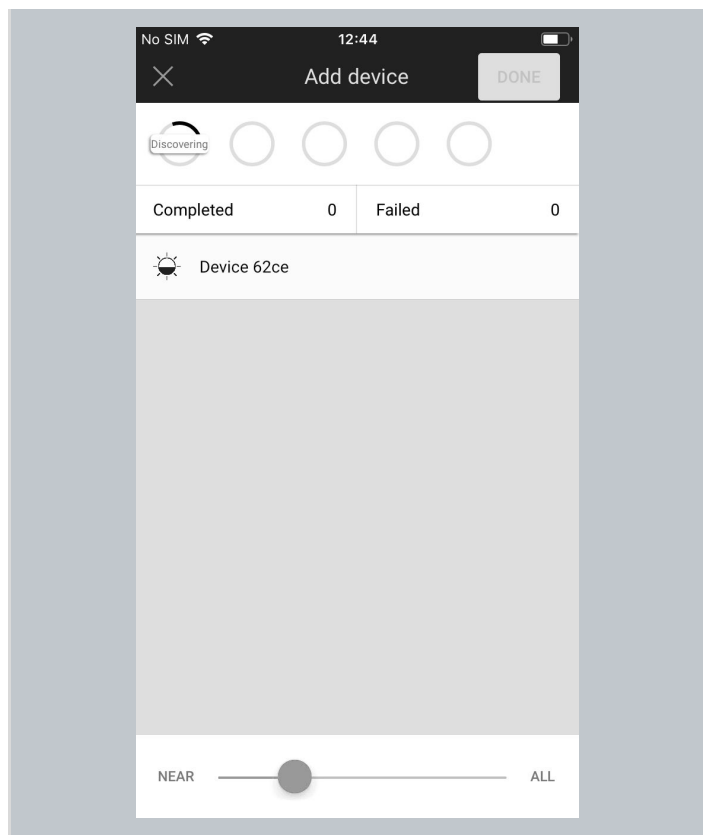 No SIM 12:44
Add device DONE
Discovering
Completed 0 Failed 0
Device 62ce
NEAR ALL